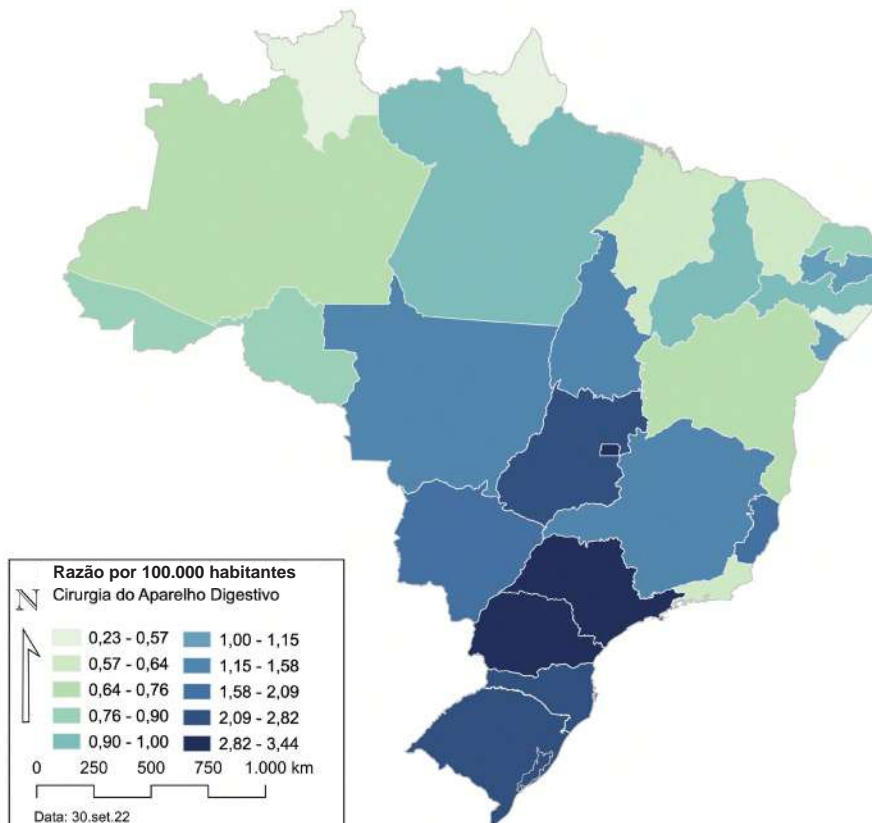 Razão por 100.000 habitantes
N Cirurgia do Aparelho Digestivo
0,23 - 0,57 1,00 - 1,15
0,57 - 0,64 1,15 - 1,58
0,64 - 0,76 1,58 - 2,09
0,76 - 0,90 2,09 - 2,82
0,90 - 1,00 2,82 - 3,44
0 250 500 750 1.000 km
Data: 30.set.22